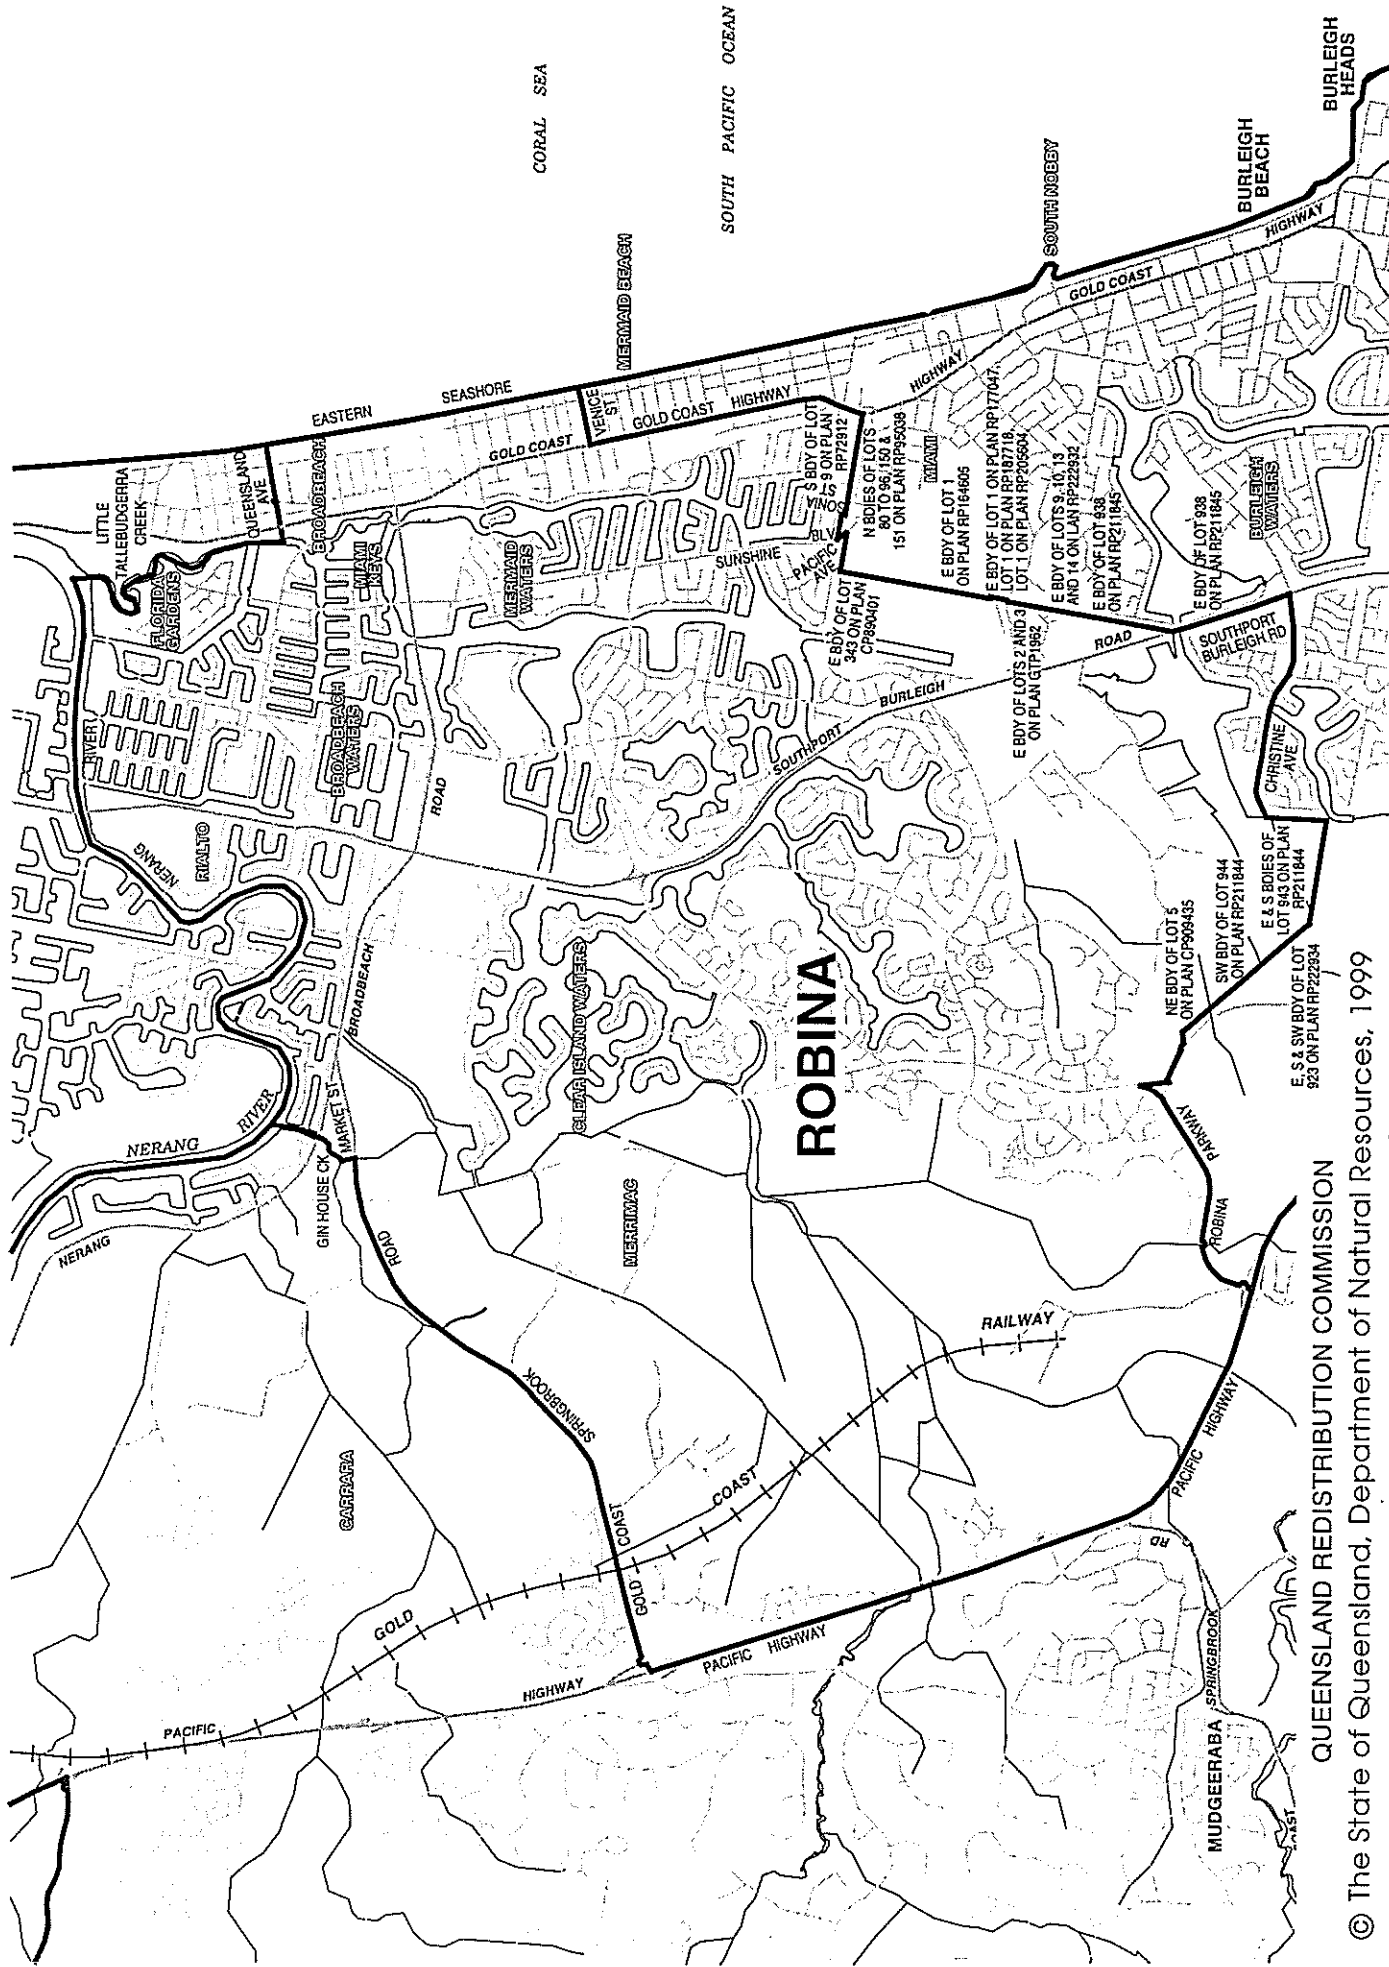 CORAL SEA
SOUTH PACIFIC OCEAN
BURLEIGH
HEADS
BURLEIGH
BEACH
SOUTH NOBBY
MERMAID BEACH
EASTERN SEASHORE
VENICE
ST
GOLD COAST
GOLD COAST HIGHWAY
HIGHWAY
GOLD COAST
HIGHWAY
LITTLE
TALLEBUDGERRA
CREEK
QUEENSLAND
AVE
BROADBEACH
FLORIDA
GARDENS
MIAMI
KEYS
MERMAID
WATERS
SUNSHINE
BLV
PACIFIC
AVE
SONIA
ST
S BDY OF LOT
1 - 9 ON PLAN
RP72912
N BDIES OF LOTS
80 TO 96, 150 &
151 ON PLAN RP95038
MIAMI
E BDY OF LOT
343 ON PLAN
CP890401
E BDY OF LOT 1
ON PLAN RP164605
E BDY OF LOT 1 ON PLAN RP177047,
LOT 1 ON PLAN RP187718,
LOT 1 ON PLAN RP205604
E BDY OF LOTS 2 AND 3
ON PLAN GTP1962
E BDY OF LOTS 9, 10, 13
AND 14 ON LAN RP222932
E BDY OF LOT 938
ON PLAN RP211845
E BDY OF LOT 938
ON PLAN RP211845
BURLEIGH
WATERS
RIVER
NERANG
RIALTO
BROADBEACH
WATERS
ROAD
BROADBEACH
SOUTHPORT
BURLEIGH
ROAD
SOUTHPORT
BURLEIGH RD
CHRISTINE
AVE
E & S BDIES OF
LOT 943 ON PLAN
RP211844
SW BDY OF LOT 944
ON PLAN RP211844
NE BDY OF LOT 5
ON PLAN CP909435
E, S & SW BDY OF LOT
923 ON PLAN RP222934
CLEAR ISLAND WATERS
ROBINA
NERANG
RIVER
NERANG
GIN HOUSE CK
MARKET ST
ROAD
SPRINGBROOK
MERRIMAC
PARKWAY
ROBINA
CARRARA
GOLD COAST
RAILWAY
GOLD
COAST
PACIFIC
HIGHWAY
PACIFIC HIGHWAY
PACIFIC HIGHWAY
RD
SPRINGBROOK
MUDGEERABA
QUEENSLAND REDISTRIBUTION COMMISSION
© The State of Queensland, Department of Natural Resources, 1999